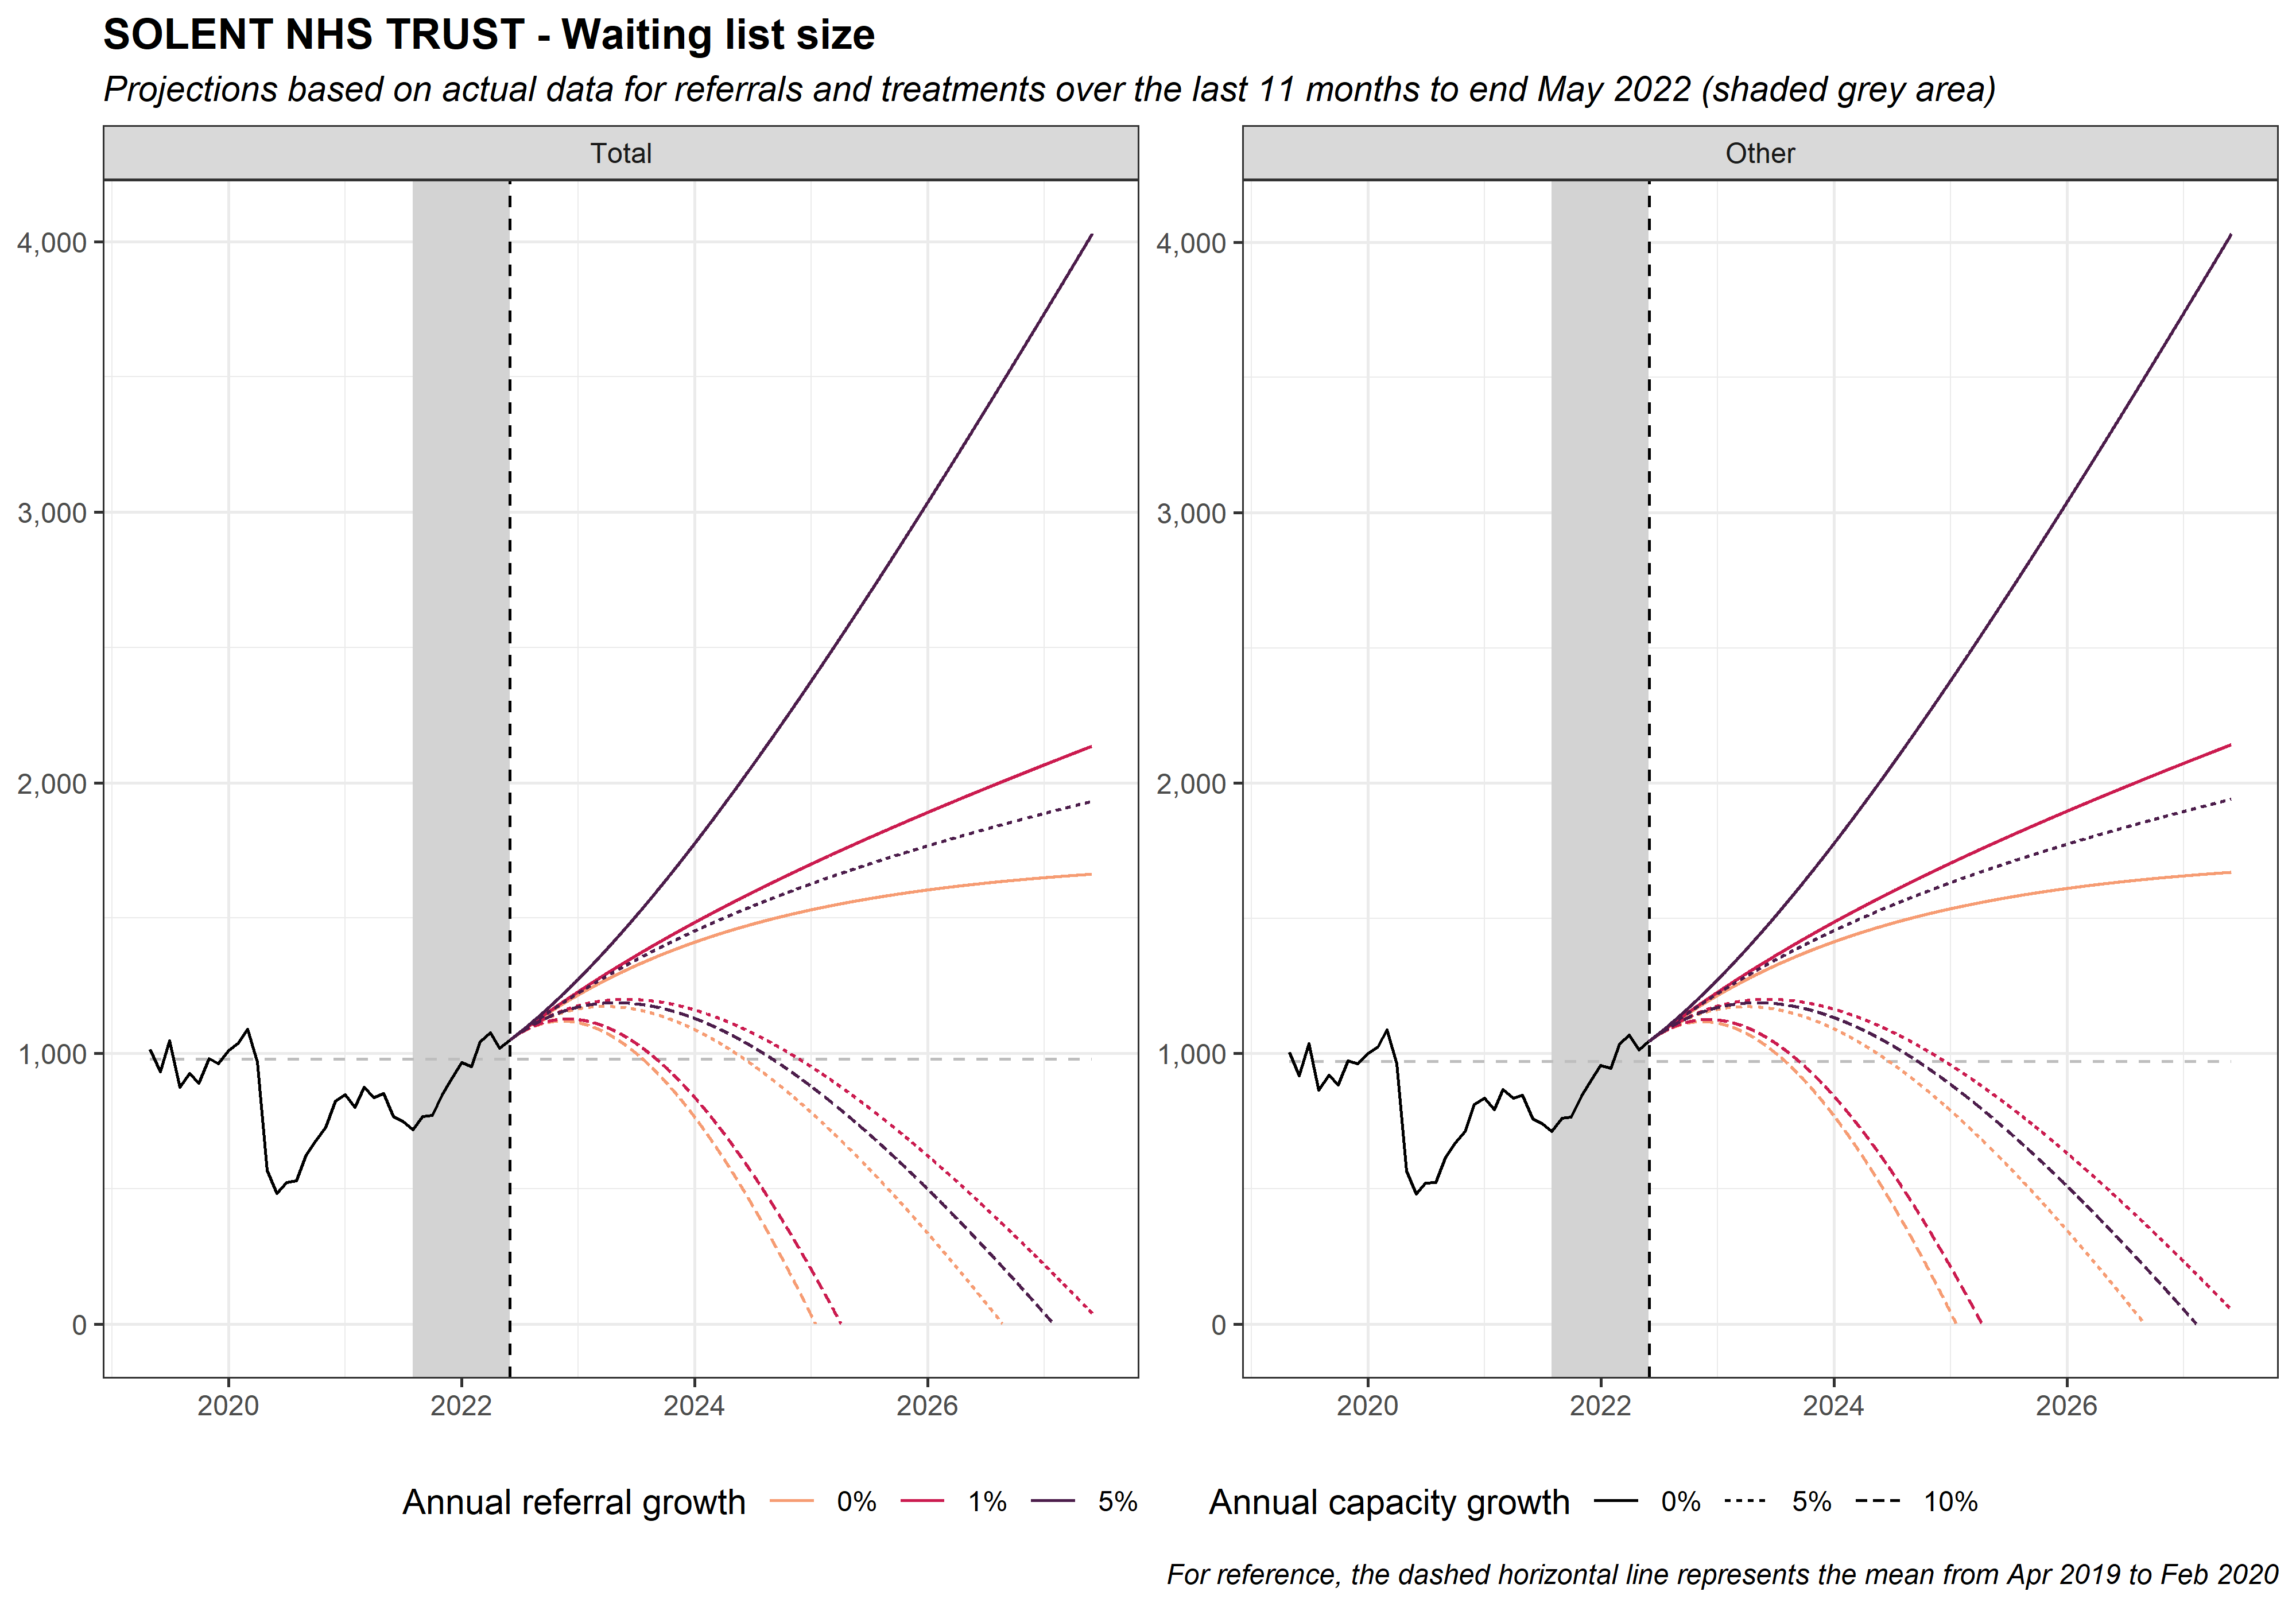 SOLENT NHS TRUST - Waiting list size
Projections based on actual data for referrals and treatments over the last 11 months to end May 2022 (shaded grey area)
Total
4,000
3,000
2,000
1,000
0
2020 2022 2024 2026
Other
4,000
3,000
2,000
1,000
0
2020 2022 2024 2026
Annual referral growth 0% 1% 5%
Annual capacity growth 0% 5% 10%
For reference, the dashed horizontal line represents the mean from Apr 2019 to Feb 2020